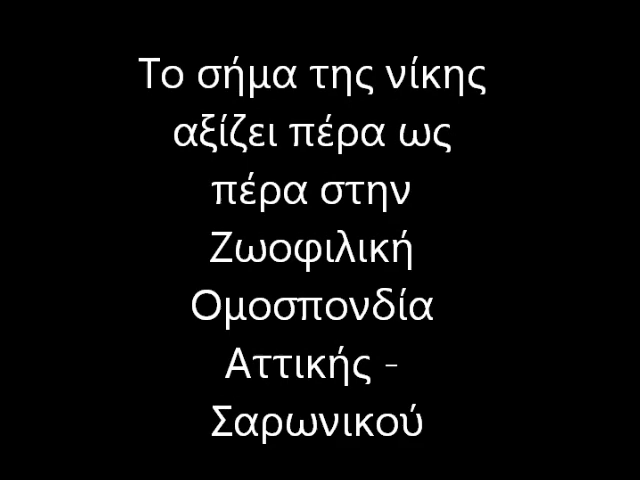 Το σήμα της νίκης
αξίζει πέρα ως
πέρα στην
Ζωοφιλική
Ομοσπονδία
Αττικής -
Σαρωνικού